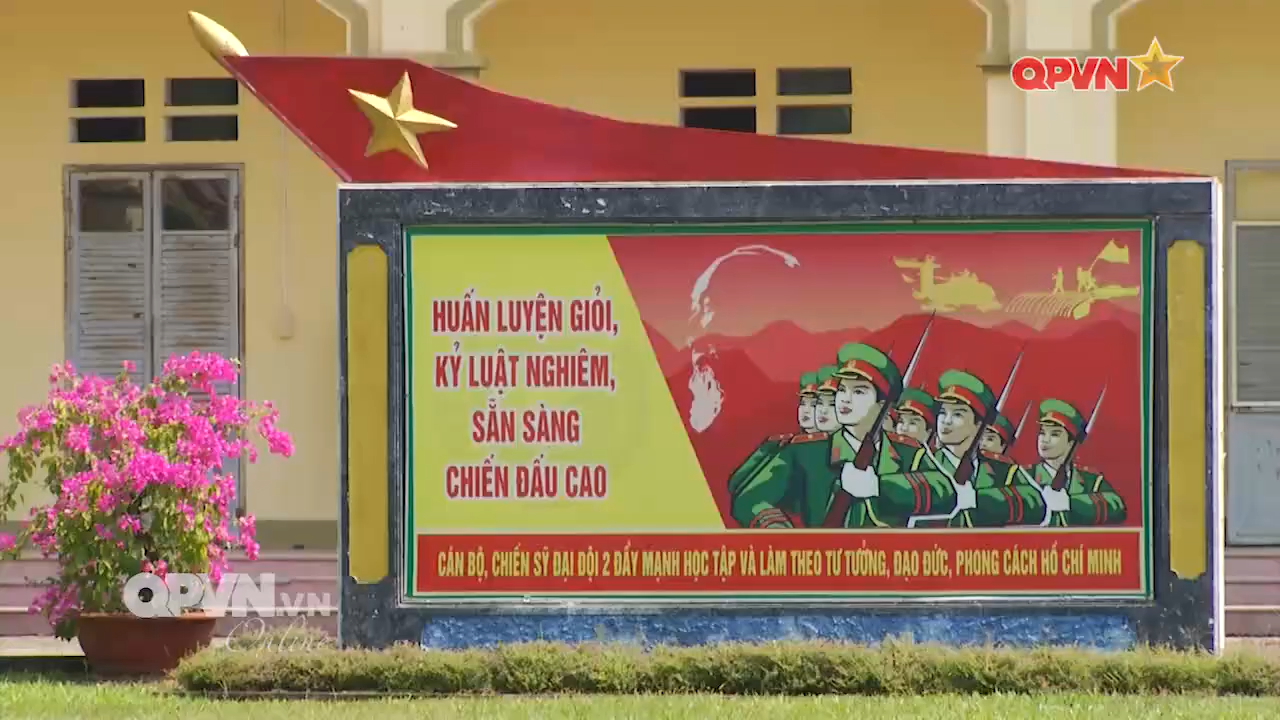 QPVN
HUẤN LUYỆN GIỎI,
KỶ LUẬT NGHIÊM,
SẴN SÀNG
CHIẾN ĐẤU CAO
CÁN BỘ, CHIẾN SỸ ĐẠI ĐỘI 2 ĐẨY MẠNH HỌC TẬP VÀ LÀM THEO TƯ TƯỞNG, ĐẠO ĐỨC, PHONG CÁCH HỒ CHÍ MINH
QPVN.VN
Online